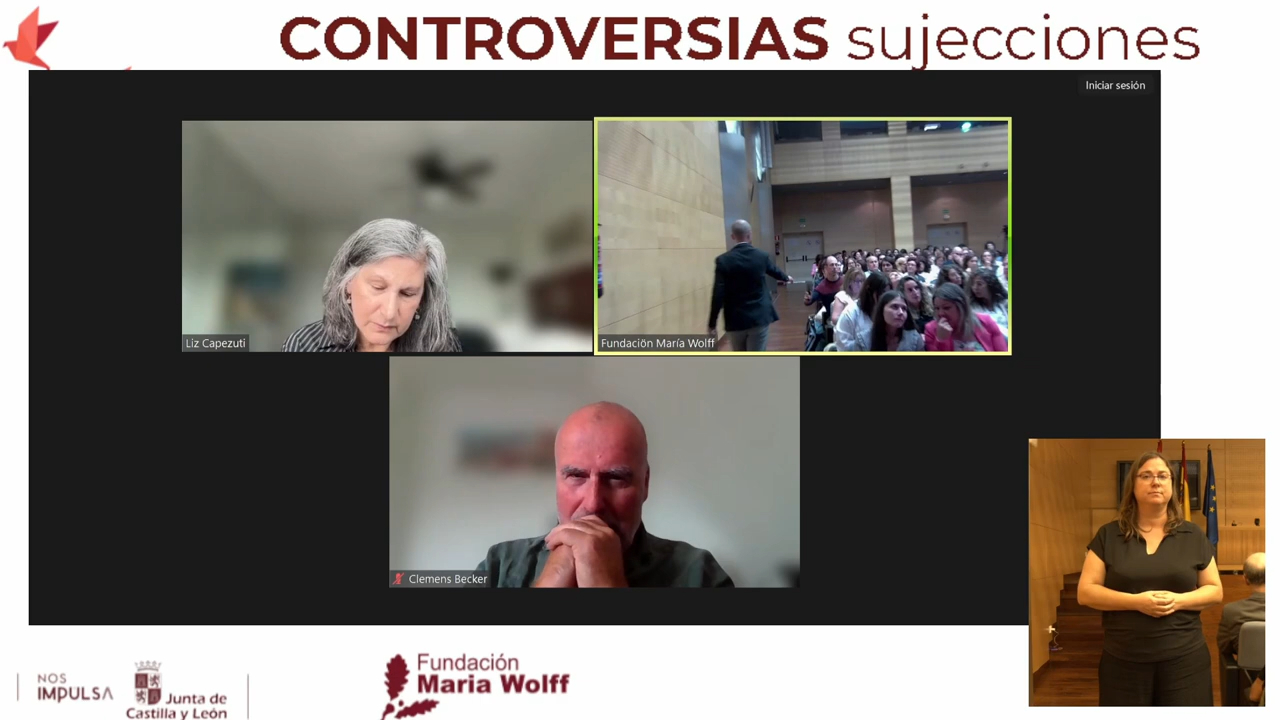 CONTROVERSIAS sujecciones
Iniciar sesión
Liz Capezuti
Fundación María Wolff
Clemens Becker
NOS
IMPULSA
Junta de
Castilla y León
Fundación
Maria Wolff